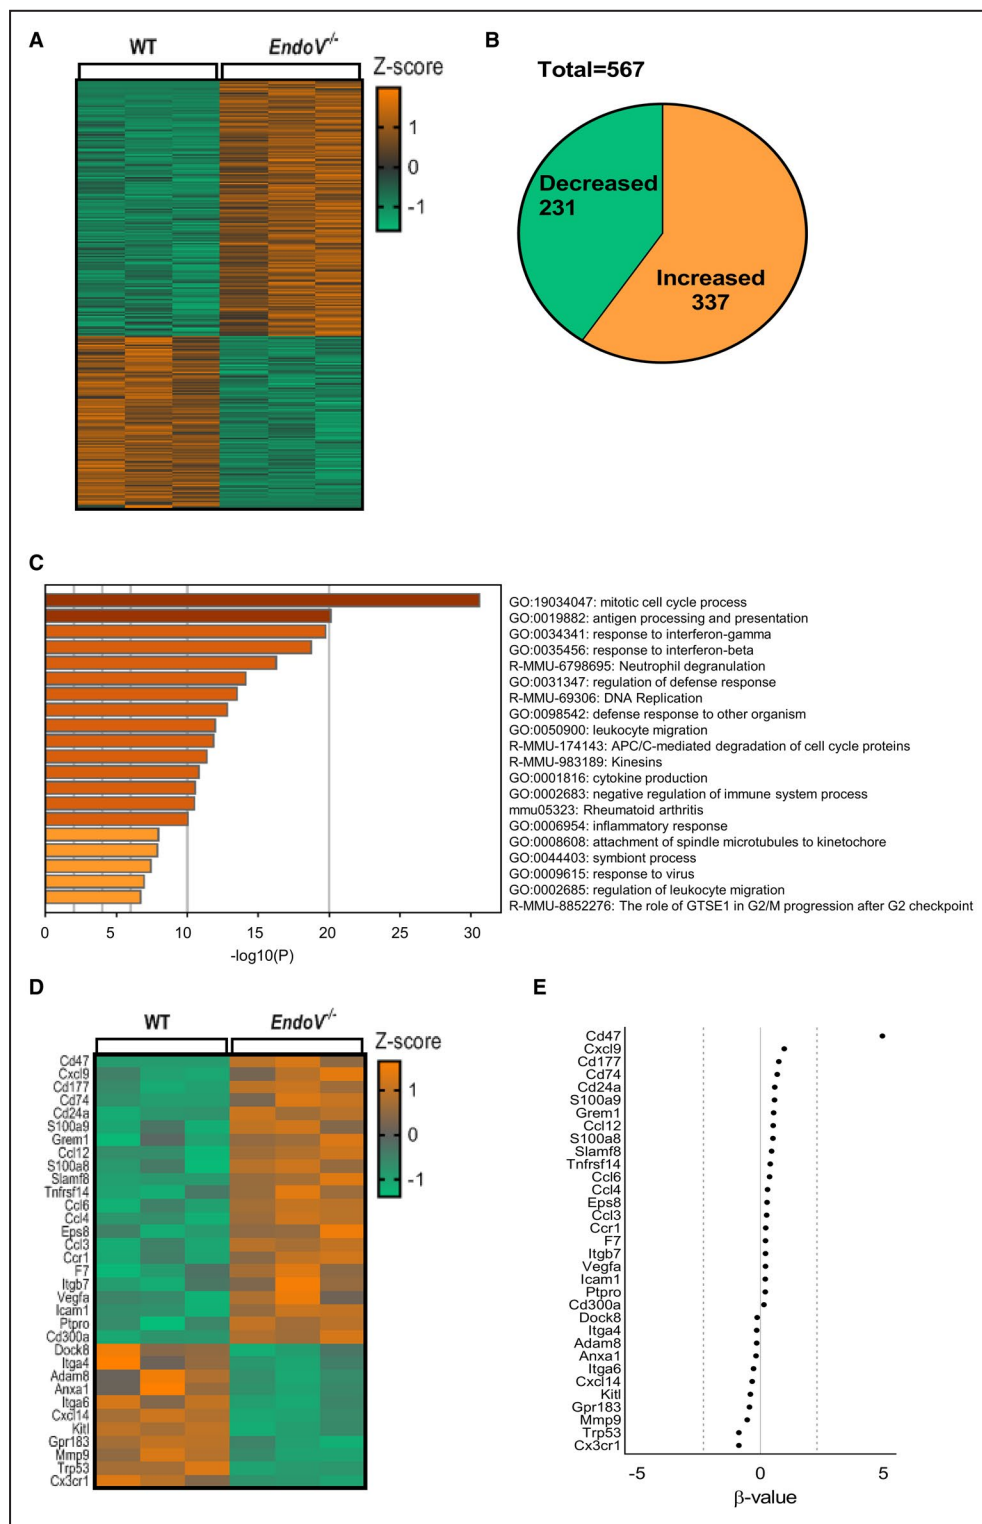 A
WT
EndoV-/-
Z-score
1
0
-1
B
Total=567
Decreased
231
Increased
337
C
GO:19034047: mitotic cell cycle process
GO:0019882: antigen processing and presentation
GO:0034341: response to interferon-gamma
GO:0035456: response to interferon-beta
R-MMU-6798695: Neutrophil degranulation
GO:0031347: regulation of defense response
R-MMU-69306: DNA Replication
GO:0098542: defense response to other organism
GO:0050900: leukocyte migration
R-MMU-174143: APC/C-mediated degradation of cell cycle proteins
R-MMU-983189: Kinesins
GO:0001816: cytokine production
GO:0002683: negative regulation of immune system process
mmu05323: Rheumatoid arthritis
GO:0006954: inflammatory response
GO:0008608: attachment of spindle microtubules to kinetochore
GO:0044403: symbiont process
GO:0009615: response to virus
GO:0002685: regulation of leukocyte migration
R-MMU-8852276: The role of GTSE1 in G2/M progression after G2 checkpoint
0 5 10 15 20 25 30
-log10(P)
D
WT
EndoV-/-
Z-score
1
0
-1
Cd47
Cxcl9
Cd177
Cd74
Cd24a
S100a9
Grem1
Ccl12
S100a8
Slamf8
Tnfrsf14
Ccl6
Ccl4
Eps8
Ccl3
Ccr1
F7
Itgb7
Vegfa
Icam1
Ptpro
Cd300a
Dock8
Itga4
Adam8
Anxa1
Itga6
Cxcl14
Kitl
Gpr183
Mmp9
Trp53
Cx3cr1
E
Cd47
Cxcl9
Cd177
Cd74
Cd24a
S100a9
Grem1
Ccl12
S100a8
Slamf8
Tnfrsf14
Ccl6
Ccl4
Eps8
Ccl3
Ccr1
F7
Itgb7
Vegfa
Icam1
Ptpro
Cd300a
Dock8
Itga4
Adam8
Anxa1
Itga6
Cxcl14
Kitl
Gpr183
Mmp9
Trp53
Cx3cr1
-5 0 5
β-value